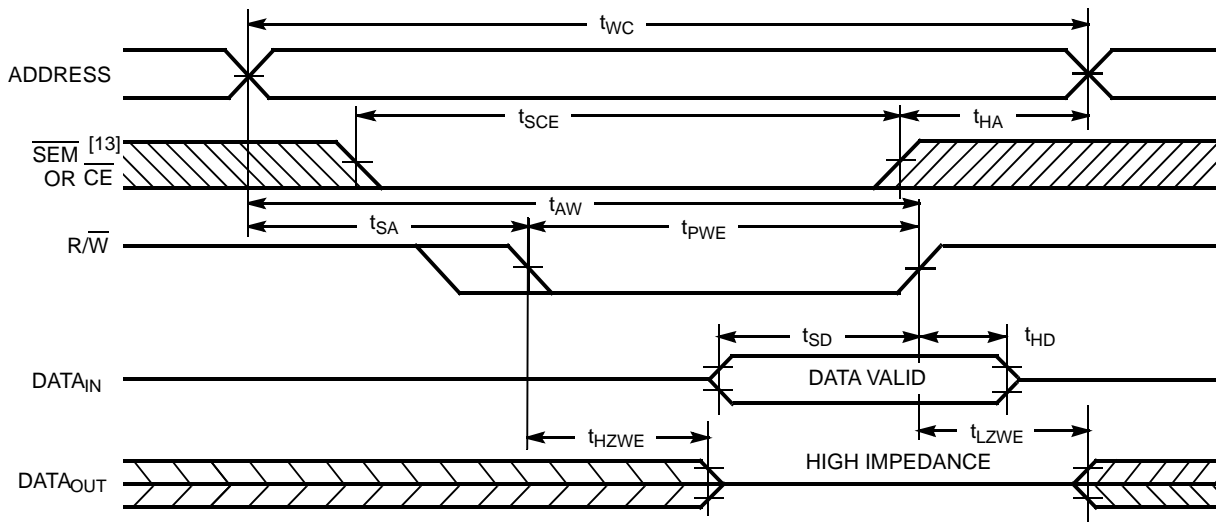 tWC
ADDRESS
tSCE
tHA
SEM [13]
OR CE
tAW
tSA
tPWE
R/W
tSD
tHD
DATAIN
DATA VALID
tHZWE
tLZWE
HIGH IMPEDANCE
DATAOUT